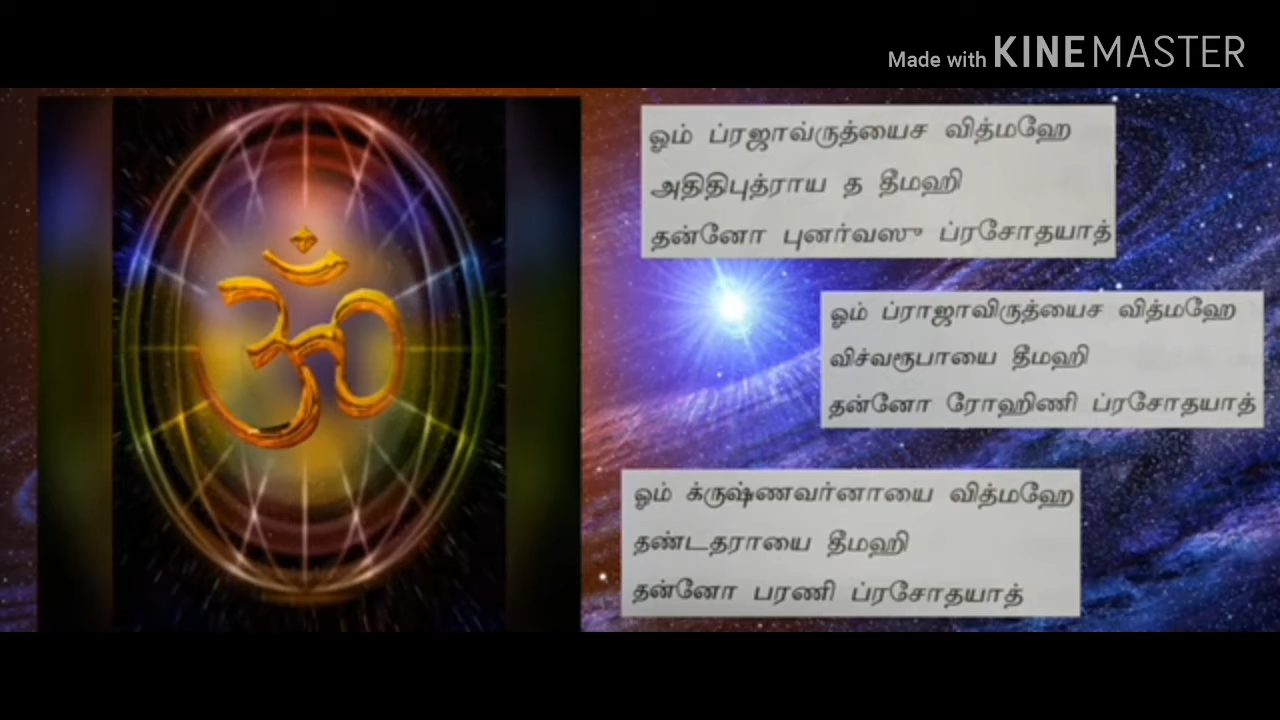 Made with KINEMASTER
ஓம் ப்ரஜாவ்ருத்யைச வித்மஹே
அதிதிபுத்ராய த தீமஹி
தன்னோ புனர்வஸு ப்ரசோதயாத்
ஓம் ப்ராஜாவிருத்யைச வித்மஹே
விச்வரூபாயை தீமஹி
தன்னோ ரோஹிணி ப்ரசோதயாத்
ஓம் க்ருஷ்ணவர்னாயை வித்மஹே
தண்டதராயை தீமஹி
தன்னோ பரணி ப்ரசோதயாத்
ॐ